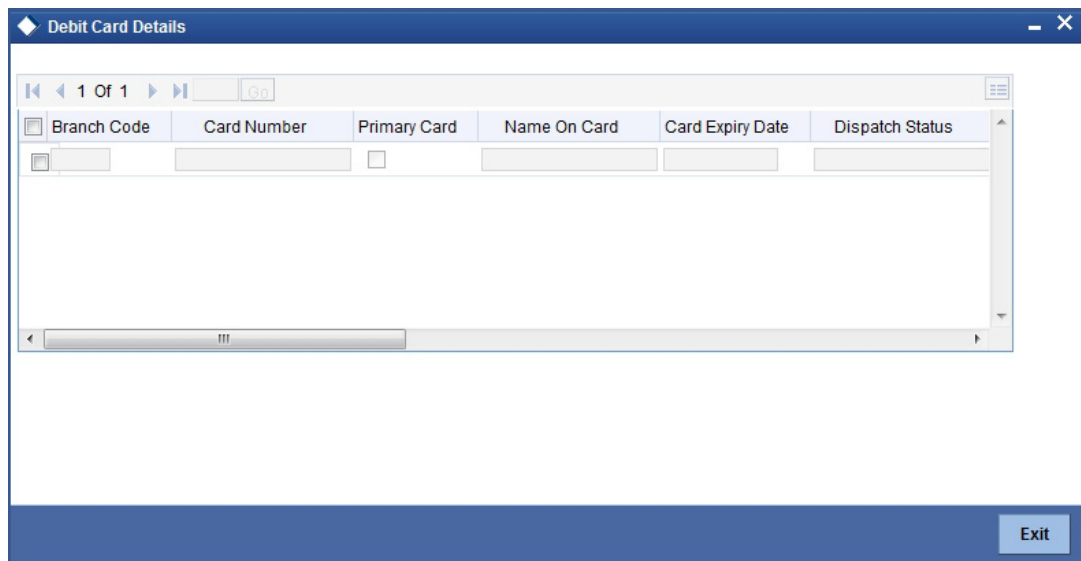 Debit Card Details
1 Of 1 Go
Branch Code Card Number Primary Card Name On Card Card Expiry Date Dispatch Status
Exit